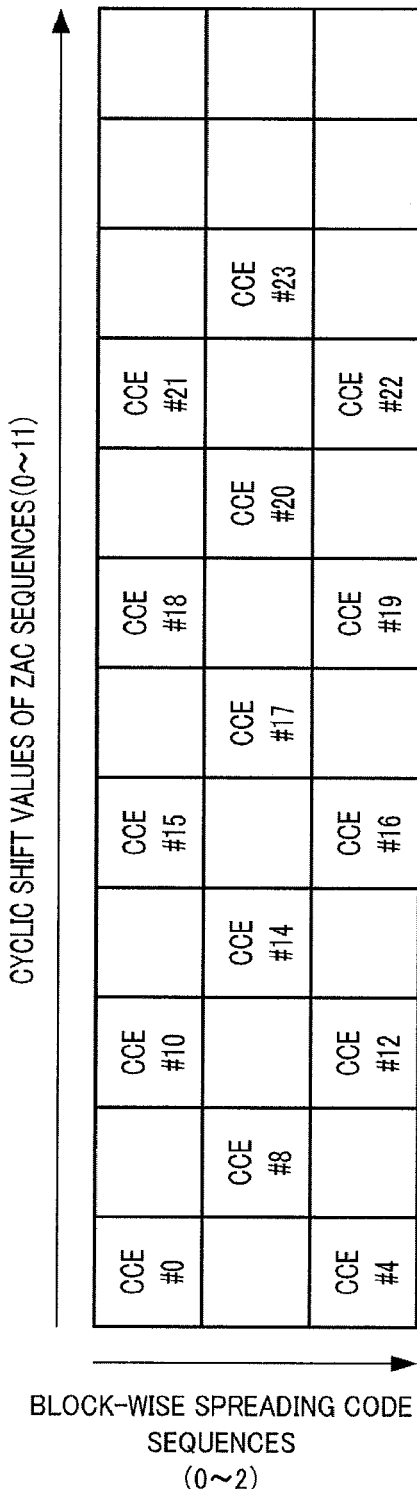 CYCLIC SHIFT VALUES OF ZAC SEQUENCES(0~11)
CCE
#0
CCE
#10
CCE
#15
CCE
#18
CCE
#21
CCE
#8
CCE
#14
CCE
#17
CCE
#20
CCE
#23
CCE
#4
CCE
#12
CCE
#16
CCE
#19
CCE
#22
BLOCK-WISE SPREADING CODE
SEQUENCES
(0~2)